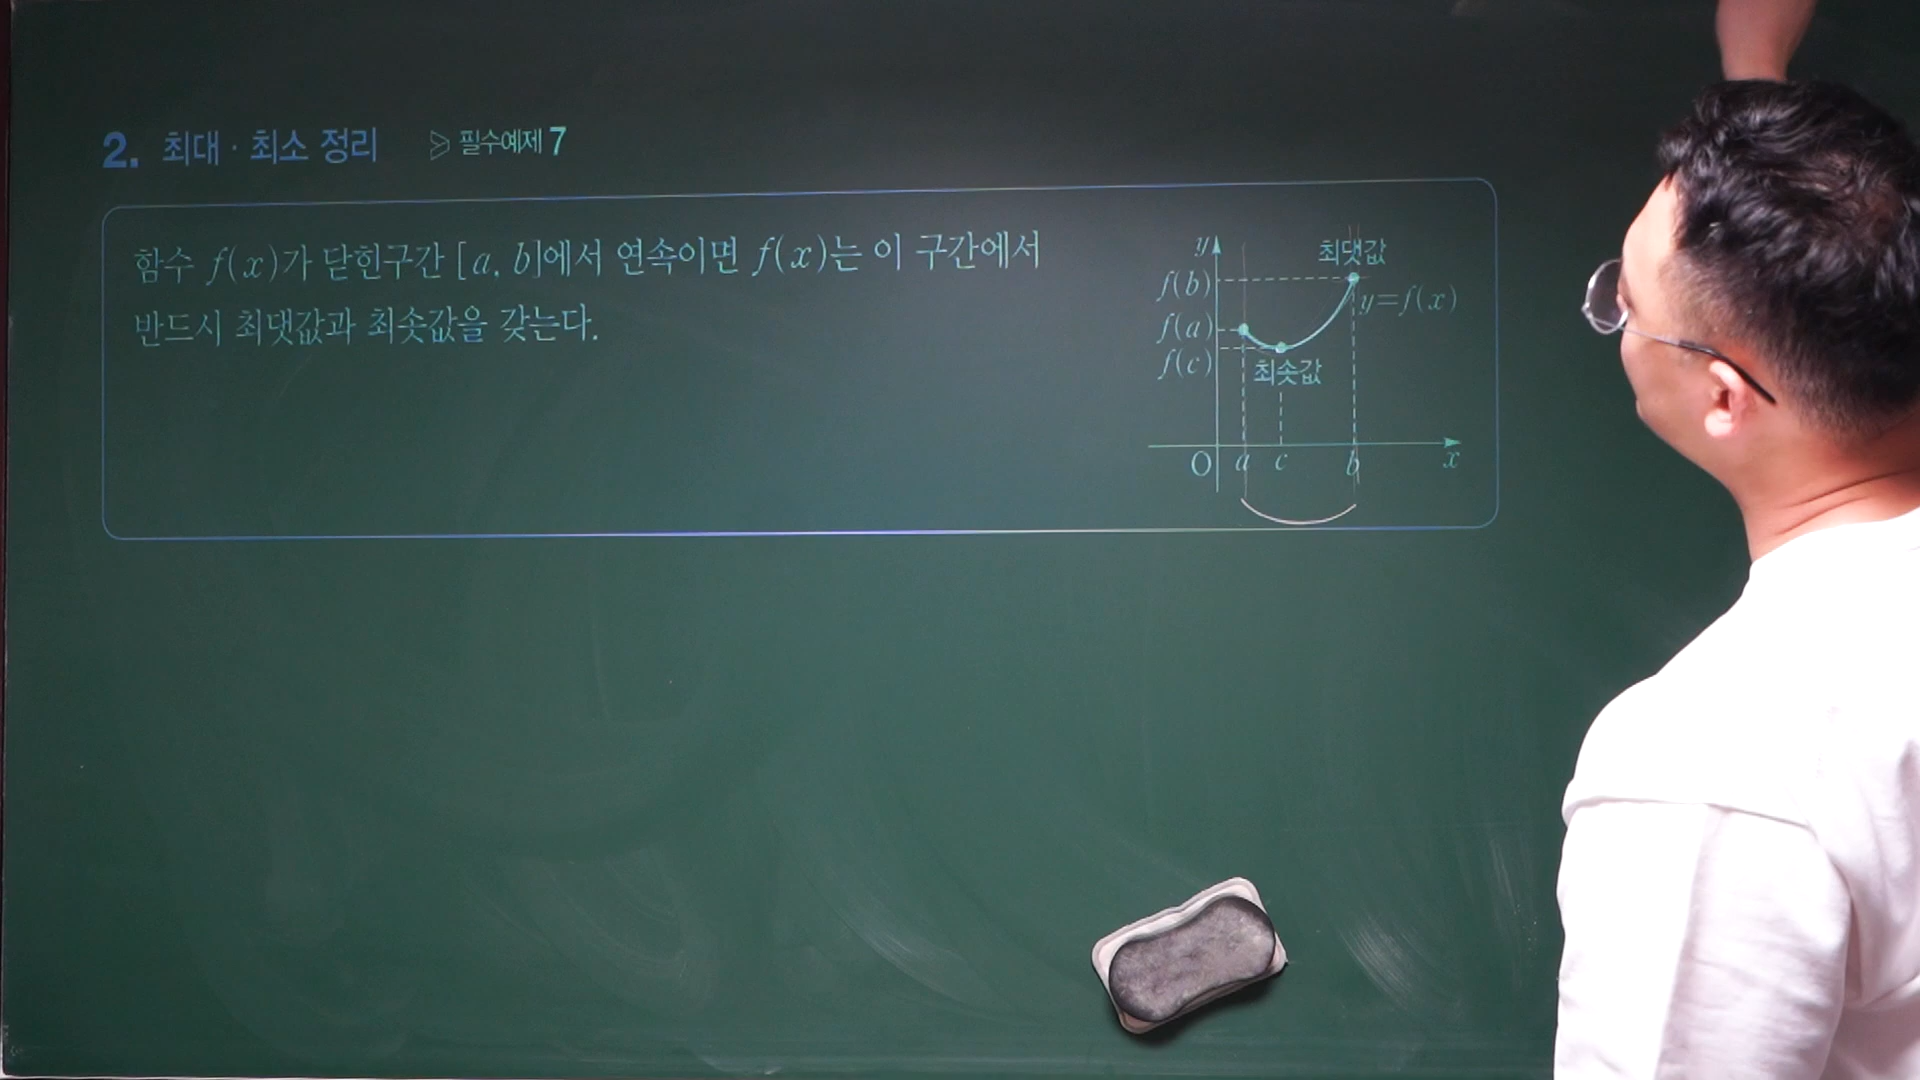 2. 최대 · 최소 정리 ≫ 필수예제 7
함수 f(x)가 닫힌구간 [a, b]에서 연속이면 f(x)는 이 구간에서
반드시 최댓값과 최솟값을 갖는다.
y
최댓값
f(b)
y=f(x)
f(a)
f(c)
최솟값
O a c b x